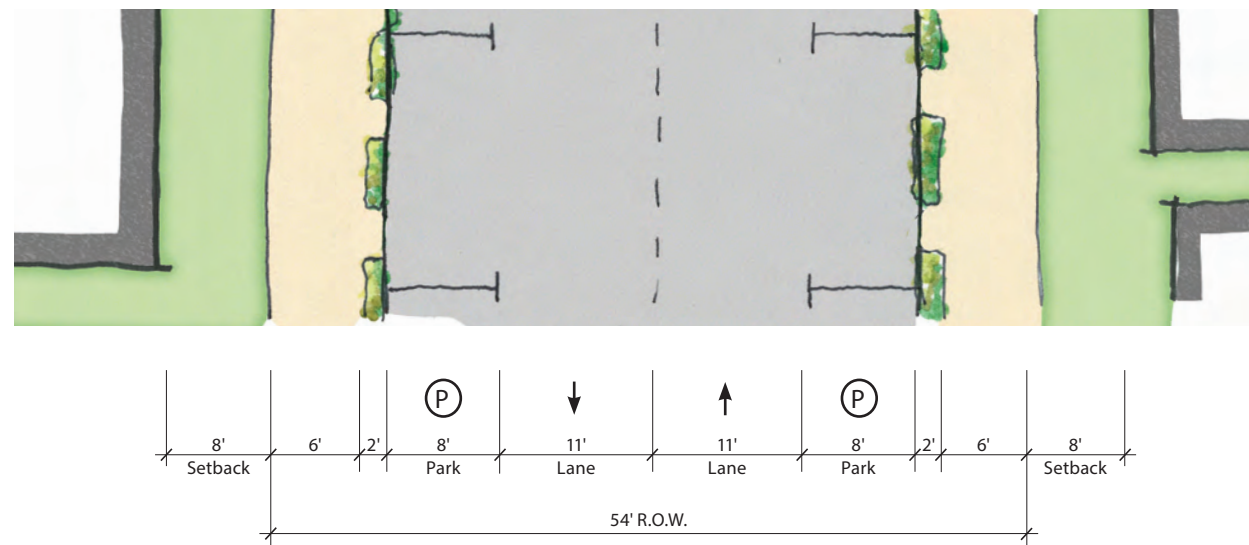 P P
8' 6' 2' 8' 11' 11' 8' 2' 6' 8'
Setback Park Lane Lane Park Setback
54' R.O.W.